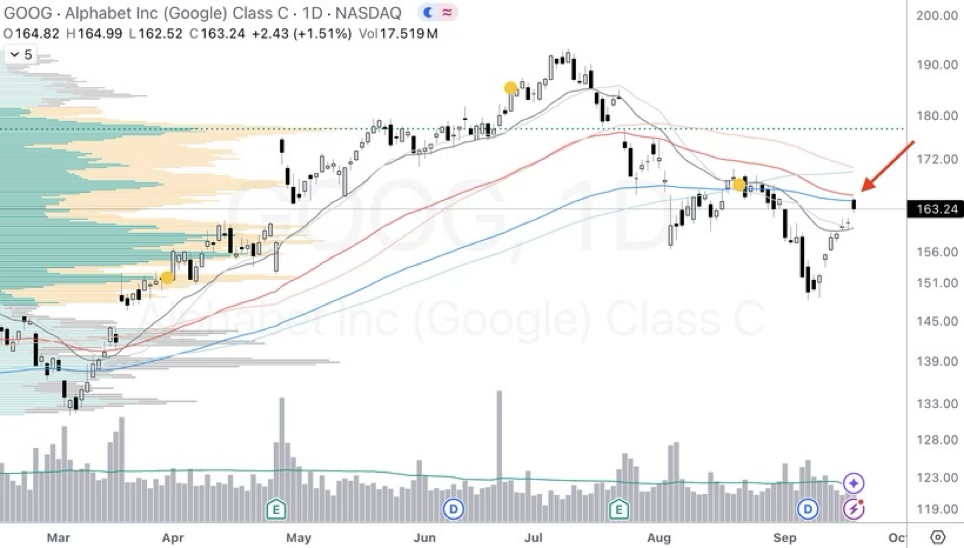 GOOG · Alphabet Inc (Google) Class C · 1D · NASDAQ
O164.82 H164.99 L162.52 C163.24 +2.43 (+1.51%) Vol17.519M
5
200.00
190.00
180.00
172.00
163.24
156.00
151.00
145.00
139.00
133.00
128.00
123.00
119.00
GOOG, 1D
Alphabet Inc (Google) Class C
E D E D
Mar Apr May Jun Jul Aug Sep Oc